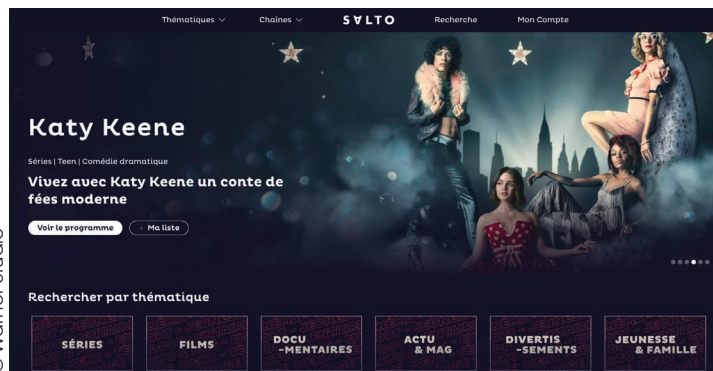 Thématiques
Chaînes
SALTO
Recherche
Mon Compte
Katy Keene
Séries | Teen | Comédie dramatique
Vivez avec Katy Keene un conte de
fées moderne
Voir le programme
+ Ma liste
Rechercher par thématique
SÉRIES
FILMS
DOCU
-MENTAIRES
ACTU
& MAG
DIVERTIS
-SEMENTS
JEUNESSE
& FAMILLE